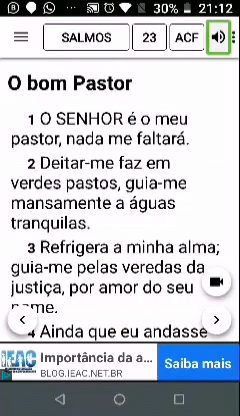 30% 21:12
SALMOS 23 ACF
O bom Pastor
1 O SENHOR é o meu
pastor, nada me faltará.
2 Deitar-me faz em
verdes pastos, guia-me
mansamente a águas
tranquilas.
3 Refrigera a minha alma;
guia-me pelas veredas da
justiça, por amor do seu
nome.
4 Ainda que eu andasse
IEAC
Importância da a...
BLOG.IEAC.NET.BR
Saiba mais